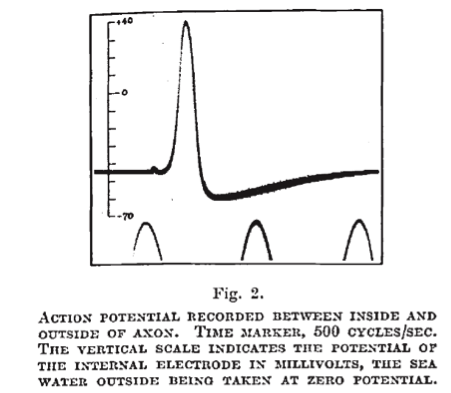 +40
0
-70
Fig. 2.
ACTION POTENTIAL RECORDED BETWEEN INSIDE AND
OUTSIDE OF AXON. TIME MARKER, 500 CYCLES/SEC.
THE VERTICAL SCALE INDICATES THE POTENTIAL OF
THE INTERNAL ELECTRODE IN MILLIVOLTS, THE SEA
WATER OUTSIDE BEING TAKEN AT ZERO POTENTIAL.